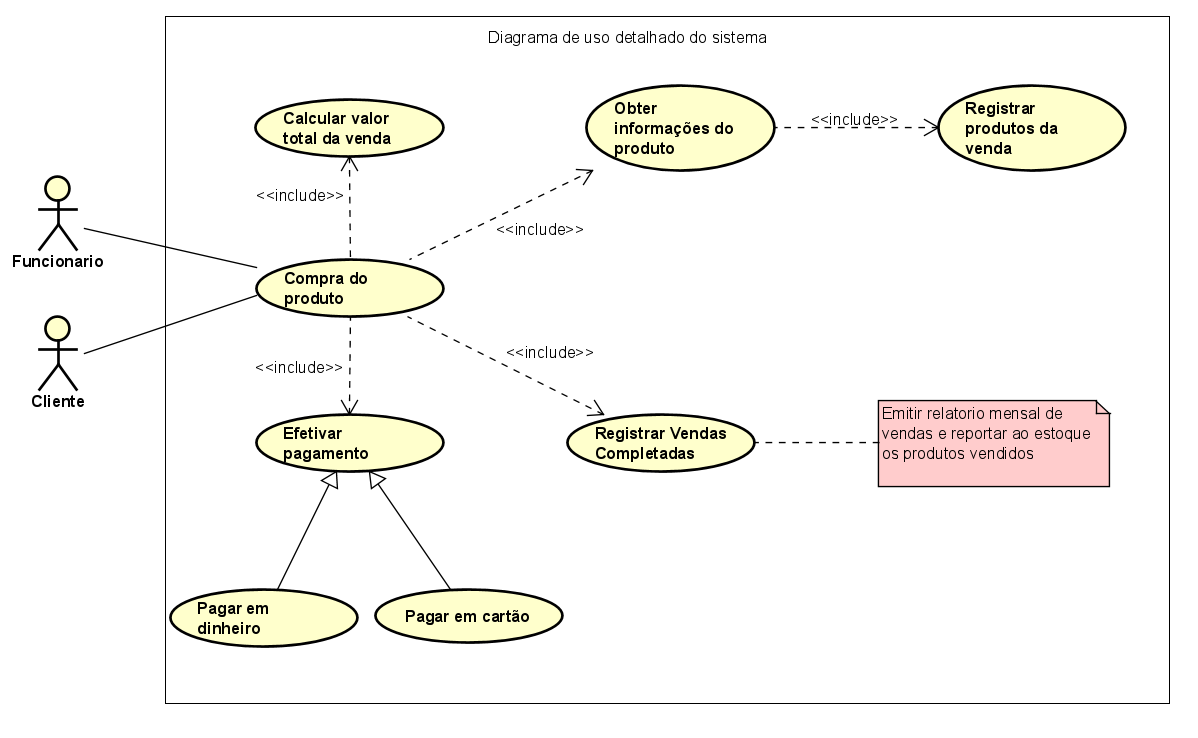 Diagrama de uso detalhado do sistema
Calcular valor
total da venda
Obter
informações do
produto
<<include>>
Registrar
produtos da
venda
<<include>>
<<include>>
Funcionario
Compra do
produto
Cliente
<<include>>
<<include>>
Efetivar
pagamento
Registrar Vendas
Completadas
Emitir relatorio mensal de
vendas e reportar ao estoque
os produtos vendidos
Pagar em
dinheiro
Pagar em cartão